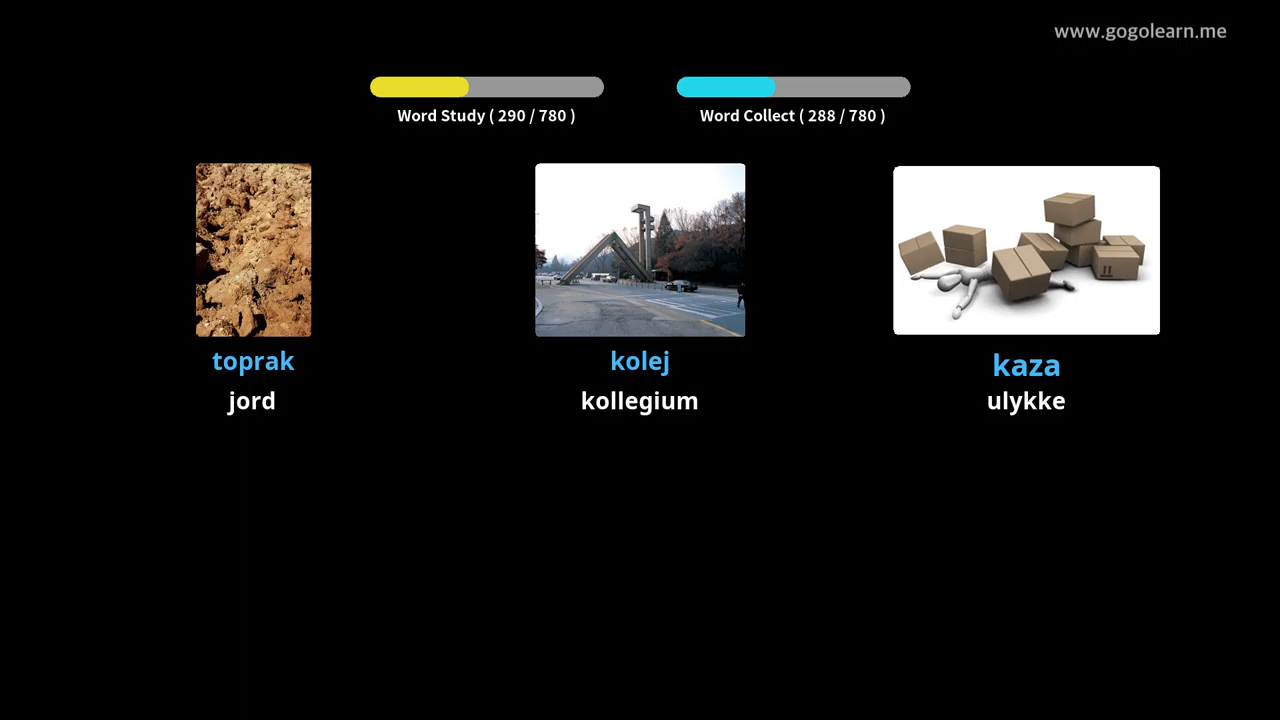 www.gogolearn.me
Word Study ( 290 / 780 )
Word Collect ( 288 / 780 )
toprak
jord
kolej
kollegium
kaza
ulykke